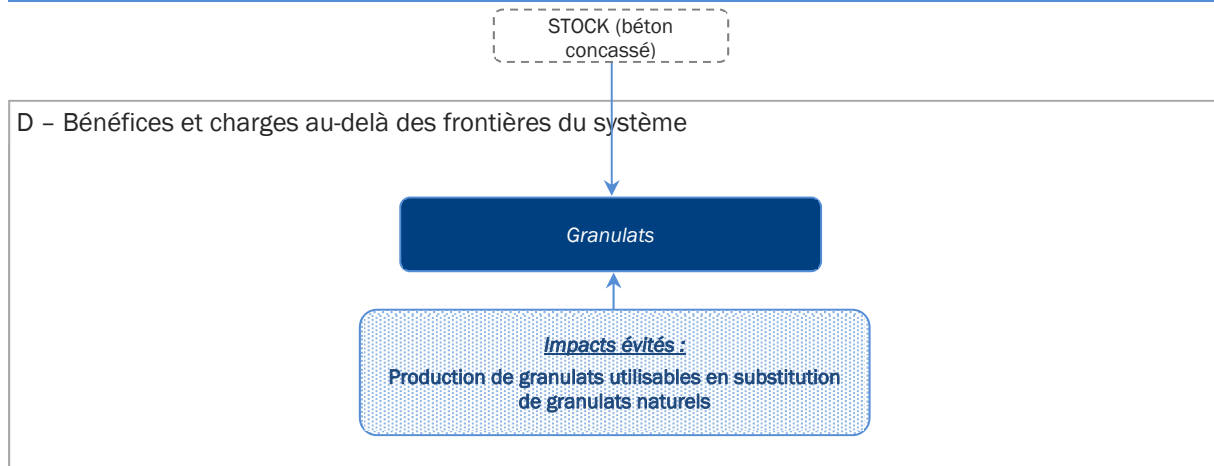 STOCK (béton
concassé)
D – Bénéfices et charges au-delà des frontières du système
Granulats
Impacts évités :
Production de granulats utilisables en substitution
de granulats naturels